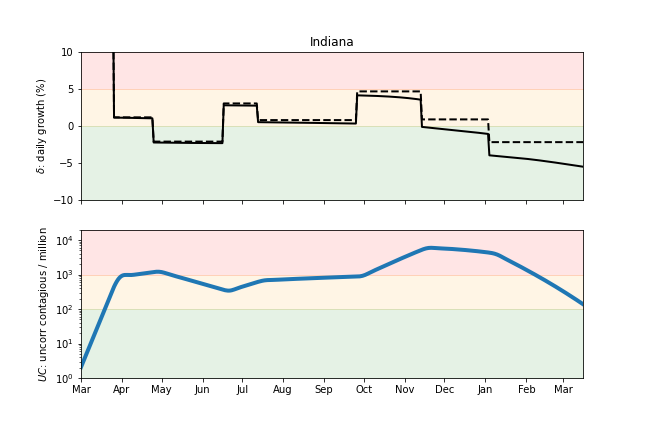 Indiana
δ: daily growth (%)
10
5
0
−5
−10
UC: uncorr contagious / million
10⁴
10³
10²
10¹
10⁰
Mar Apr May Jun Jul Aug Sep Oct Nov Dec Jan Feb Mar